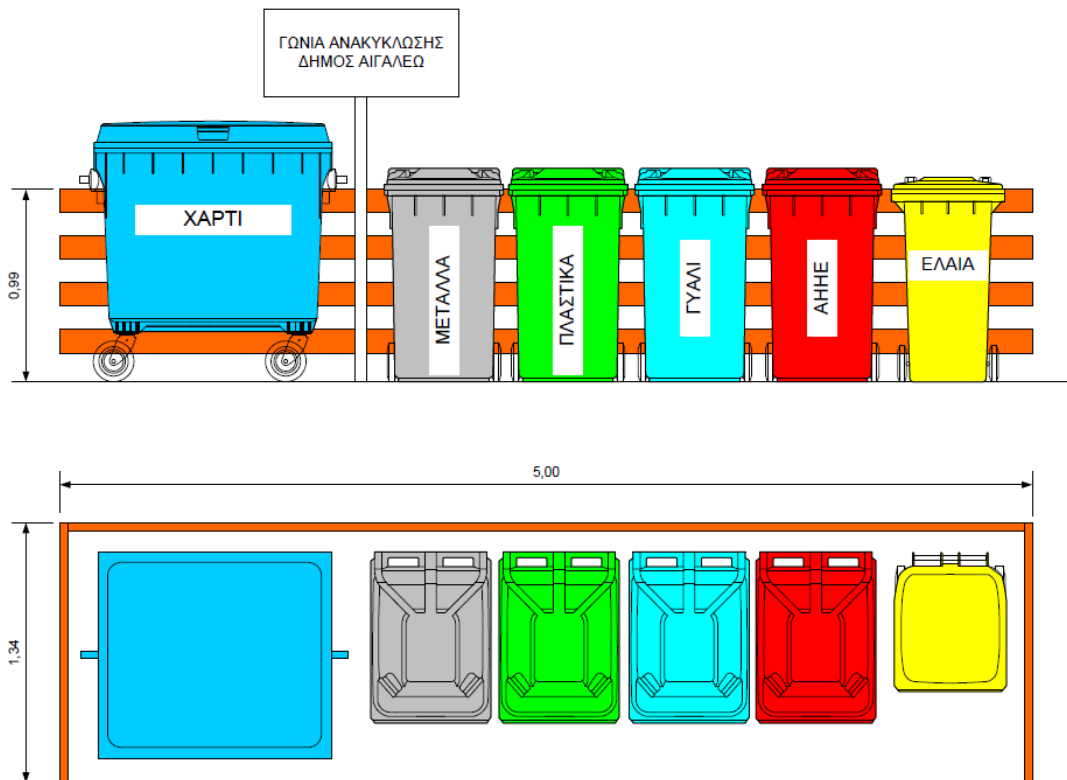 ΓΩΝΙΑ ΑΝΑΚΥΚΛΩΣΗΣ
ΔΗΜΟΣ ΑΙΓΑΛΕΩ
ΧΑΡΤΙ
ΜΕΤΑΛΛΑ
ΠΛΑΣΤΙΚΑ
ΓΥΑΛΙ
ΑΗΗΕ
ΕΛΑΙΑ
0,99
5,00
1,34